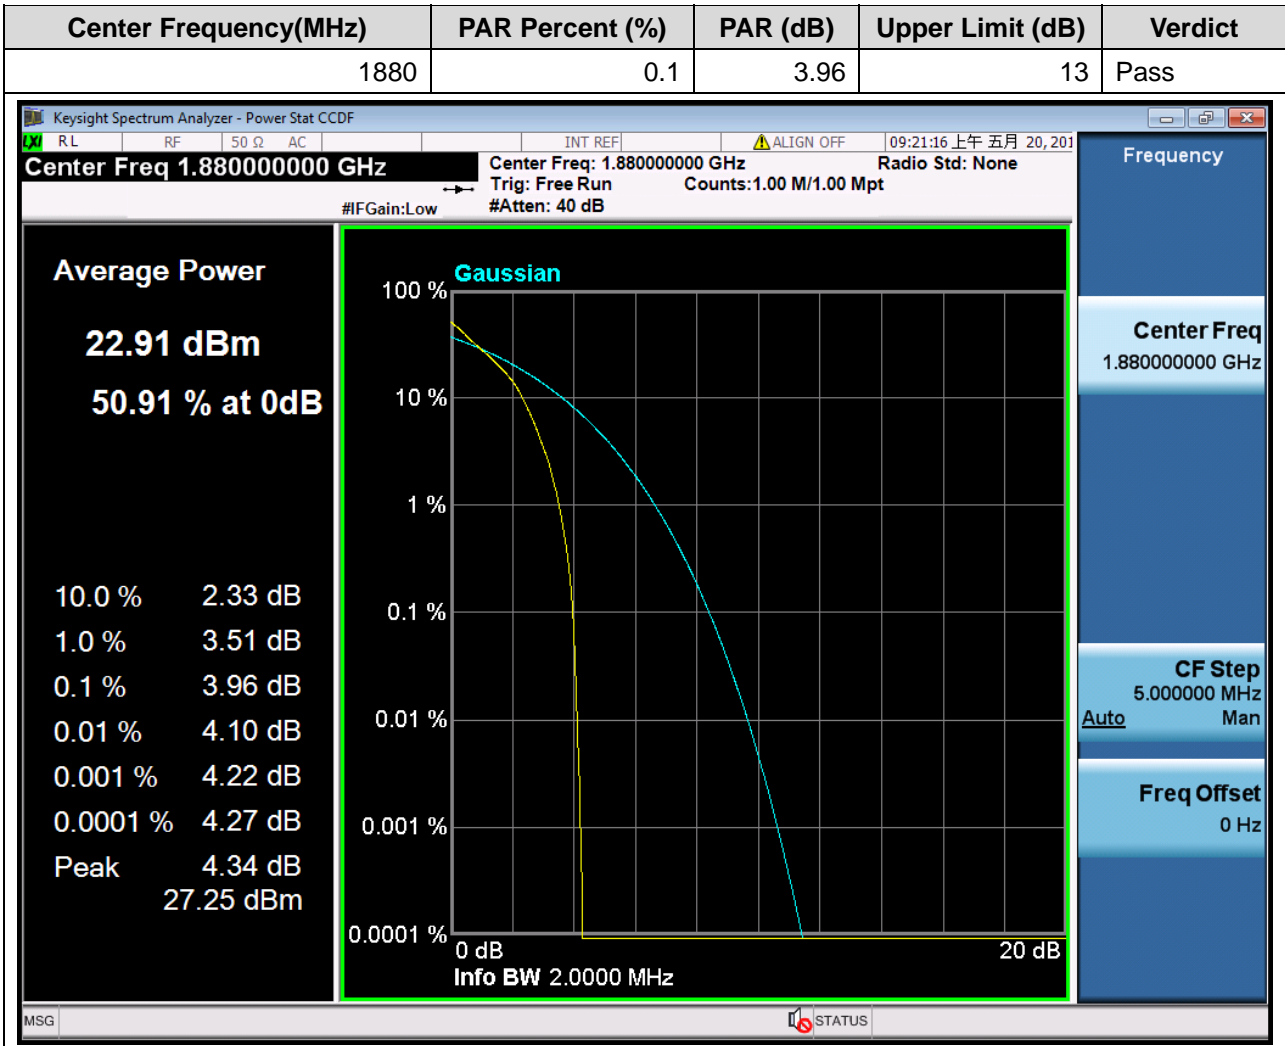 Center Frequency(MHz) PAR Percent (%) PAR (dB) Upper Limit (dB) Verdict
1880 0.1 3.96 13 Pass
Keysight Spectrum Analyzer - Power Stat CCDF
LXI RL RF 50 Ω AC INT REF ALIGN OFF 09:21:16 上午 五月 20, 201
Center Freq 1.880000000 GHz
#IFGain:Low
Center Freq: 1.880000000 GHz Radio Std: None
Trig: Free Run Counts:1.00 M/1.00 Mpt
#Atten: 40 dB
Average Power
22.91 dBm
50.91 % at 0dB
10.0 % 2.33 dB
1.0 % 3.51 dB
0.1 % 3.96 dB
0.01 % 4.10 dB
0.001 % 4.22 dB
0.0001 % 4.27 dB
Peak 4.34 dB
27.25 dBm
Gaussian
100 %
10 %
1 %
0.1 %
0.01 %
0.001 %
0.0001 %
0 dB 20 dB
Info BW 2.0000 MHz
Frequency
Center Freq
1.880000000 GHz
CF Step
5.000000 MHz
Auto Man
Freq Offset
0 Hz
MSG STATUS